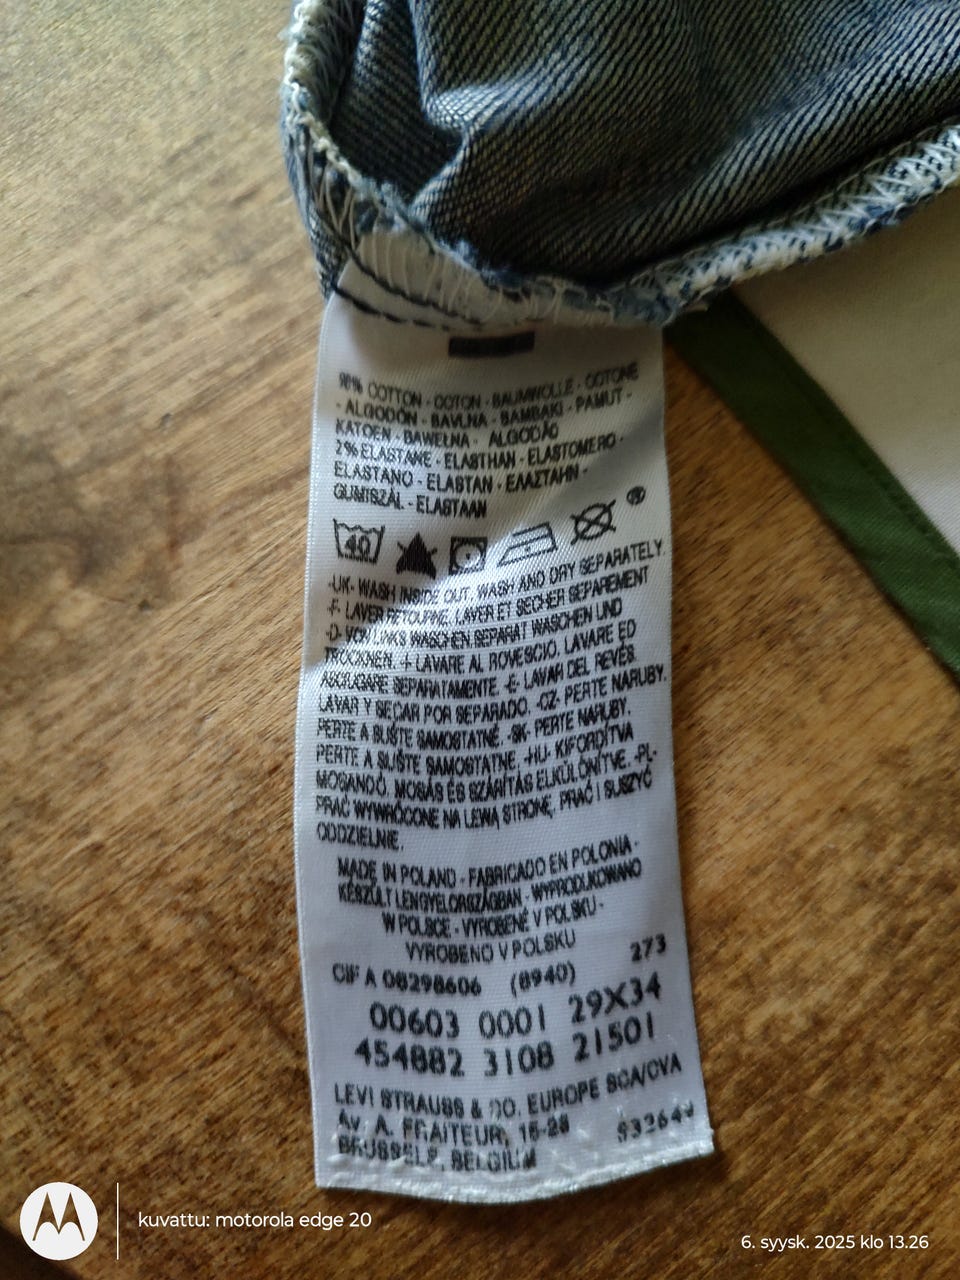 98% COTTON - COTON - BAUMWOLLE - COTONE
- ALGODÓN - BAVLNA - BAMBAKI - PAMUT -
KATOEN - BAWEŁNA - ALGODÃO
2% ELASTANE - ELASTHAN - ELASTOMERO -
ELASTANO - ELASTAN - ΕΛΑΣΤΑΗΝ -
GUMISZÁL - ELASTAAN
40
®
-UK- WASH INSIDE OUT, WASH AND DRY SEPARATELY.
-F- LAVER RETOURNE, LAVER ET SECHER SEPAREMENT
-D- VON LINKS WASCHEN SEPARAT WASCHEN UND
TROCKNEN. -I- LAVARE AL ROVESCIO. LAVARE ED
ASCIUGARE SEPARATAMENTE. -E- LAVAR DEL REVÉS.
LAVAR Y SECAR POR SEPARADO. -CZ- PERTE NARUBY.
PERTE A SUŠTE SAMOSTATNĚ. -SK- PERTE NARUBY.
PERTE A SUŠTE SAMOSTATNE. -HU- KIFORDÍTVA
MOSANDÓ. MOSÁS ÉS SZÁRÍTÁS ELKÜLÖNÍTVE. -PL-
PRAĆ WYWRÓCONE NA LEWĄ STRONĘ, PRAĆ I SUSZYĆ
ODDZIELNIE.
MADE IN POLAND - FABRICADO EN POLONIA -
KÉSZÜLT LENGYELORSZÁGBAN - WYPRODUKOWANO
W POLSCE - VYROBENÉ V POĽSKU -
VYROBENO V POLSKU
273
CIF A 08298606 (8940)
00603 0001 29X34
454882 3108 21501
LEVI STRAUSS & CO. EUROPE SCA/CVA
Av. A. FRAITEUR, 15-23
BRUSSELS, BELGIUM
kuvattu: motorola edge 20
6. syysk. 2025 klo 13.26